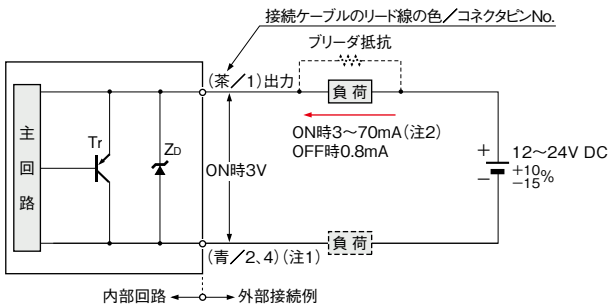 接続ケーブルのリード線の色／コネクタピンNo.
ブリーダ抵抗
(茶／1)出力
負荷
主回路
Tr
ZD
ON時3V
ON時3〜70mA(注2)
OFF時0.8mA
+
−
12〜24V DC
+10
−15%
(青／2、4)(注1)
負荷
内部回路
外部接続例